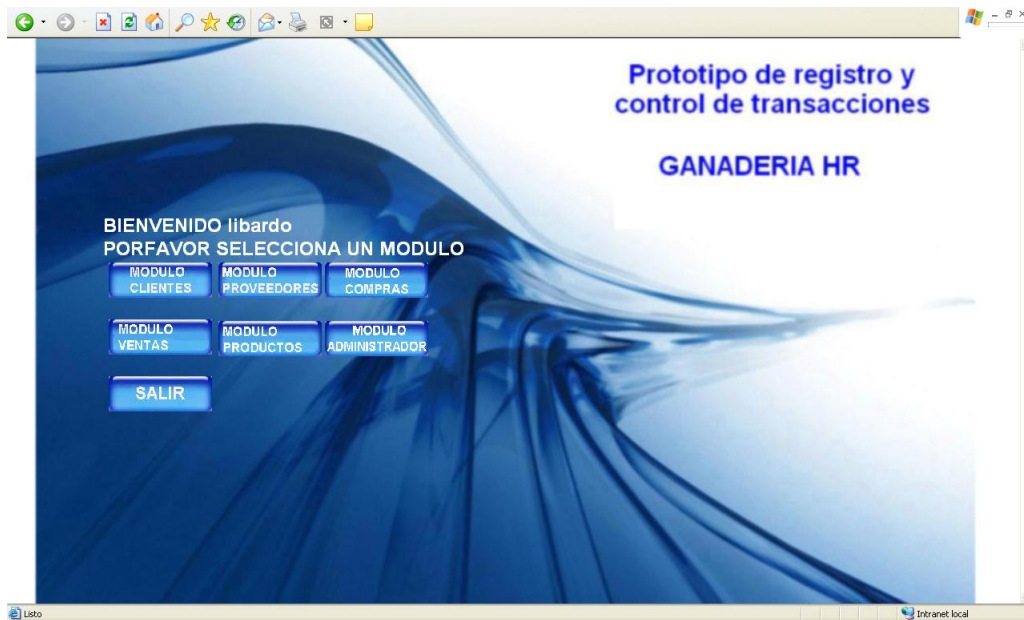 Prototipo de registro y
control de transacciones
GANADERIA HR
BIENVENIDO libardo
PORFAVOR SELECCIONA UN MODULO
MODULO
CLIENTES
MODULO
PROVEEDORES
MODULO
COMPRAS
MODULO
VENTAS
MODULO
PRODUCTOS
MODULO
ADMINISTRADOR
SALIR
Listo
Intranet local